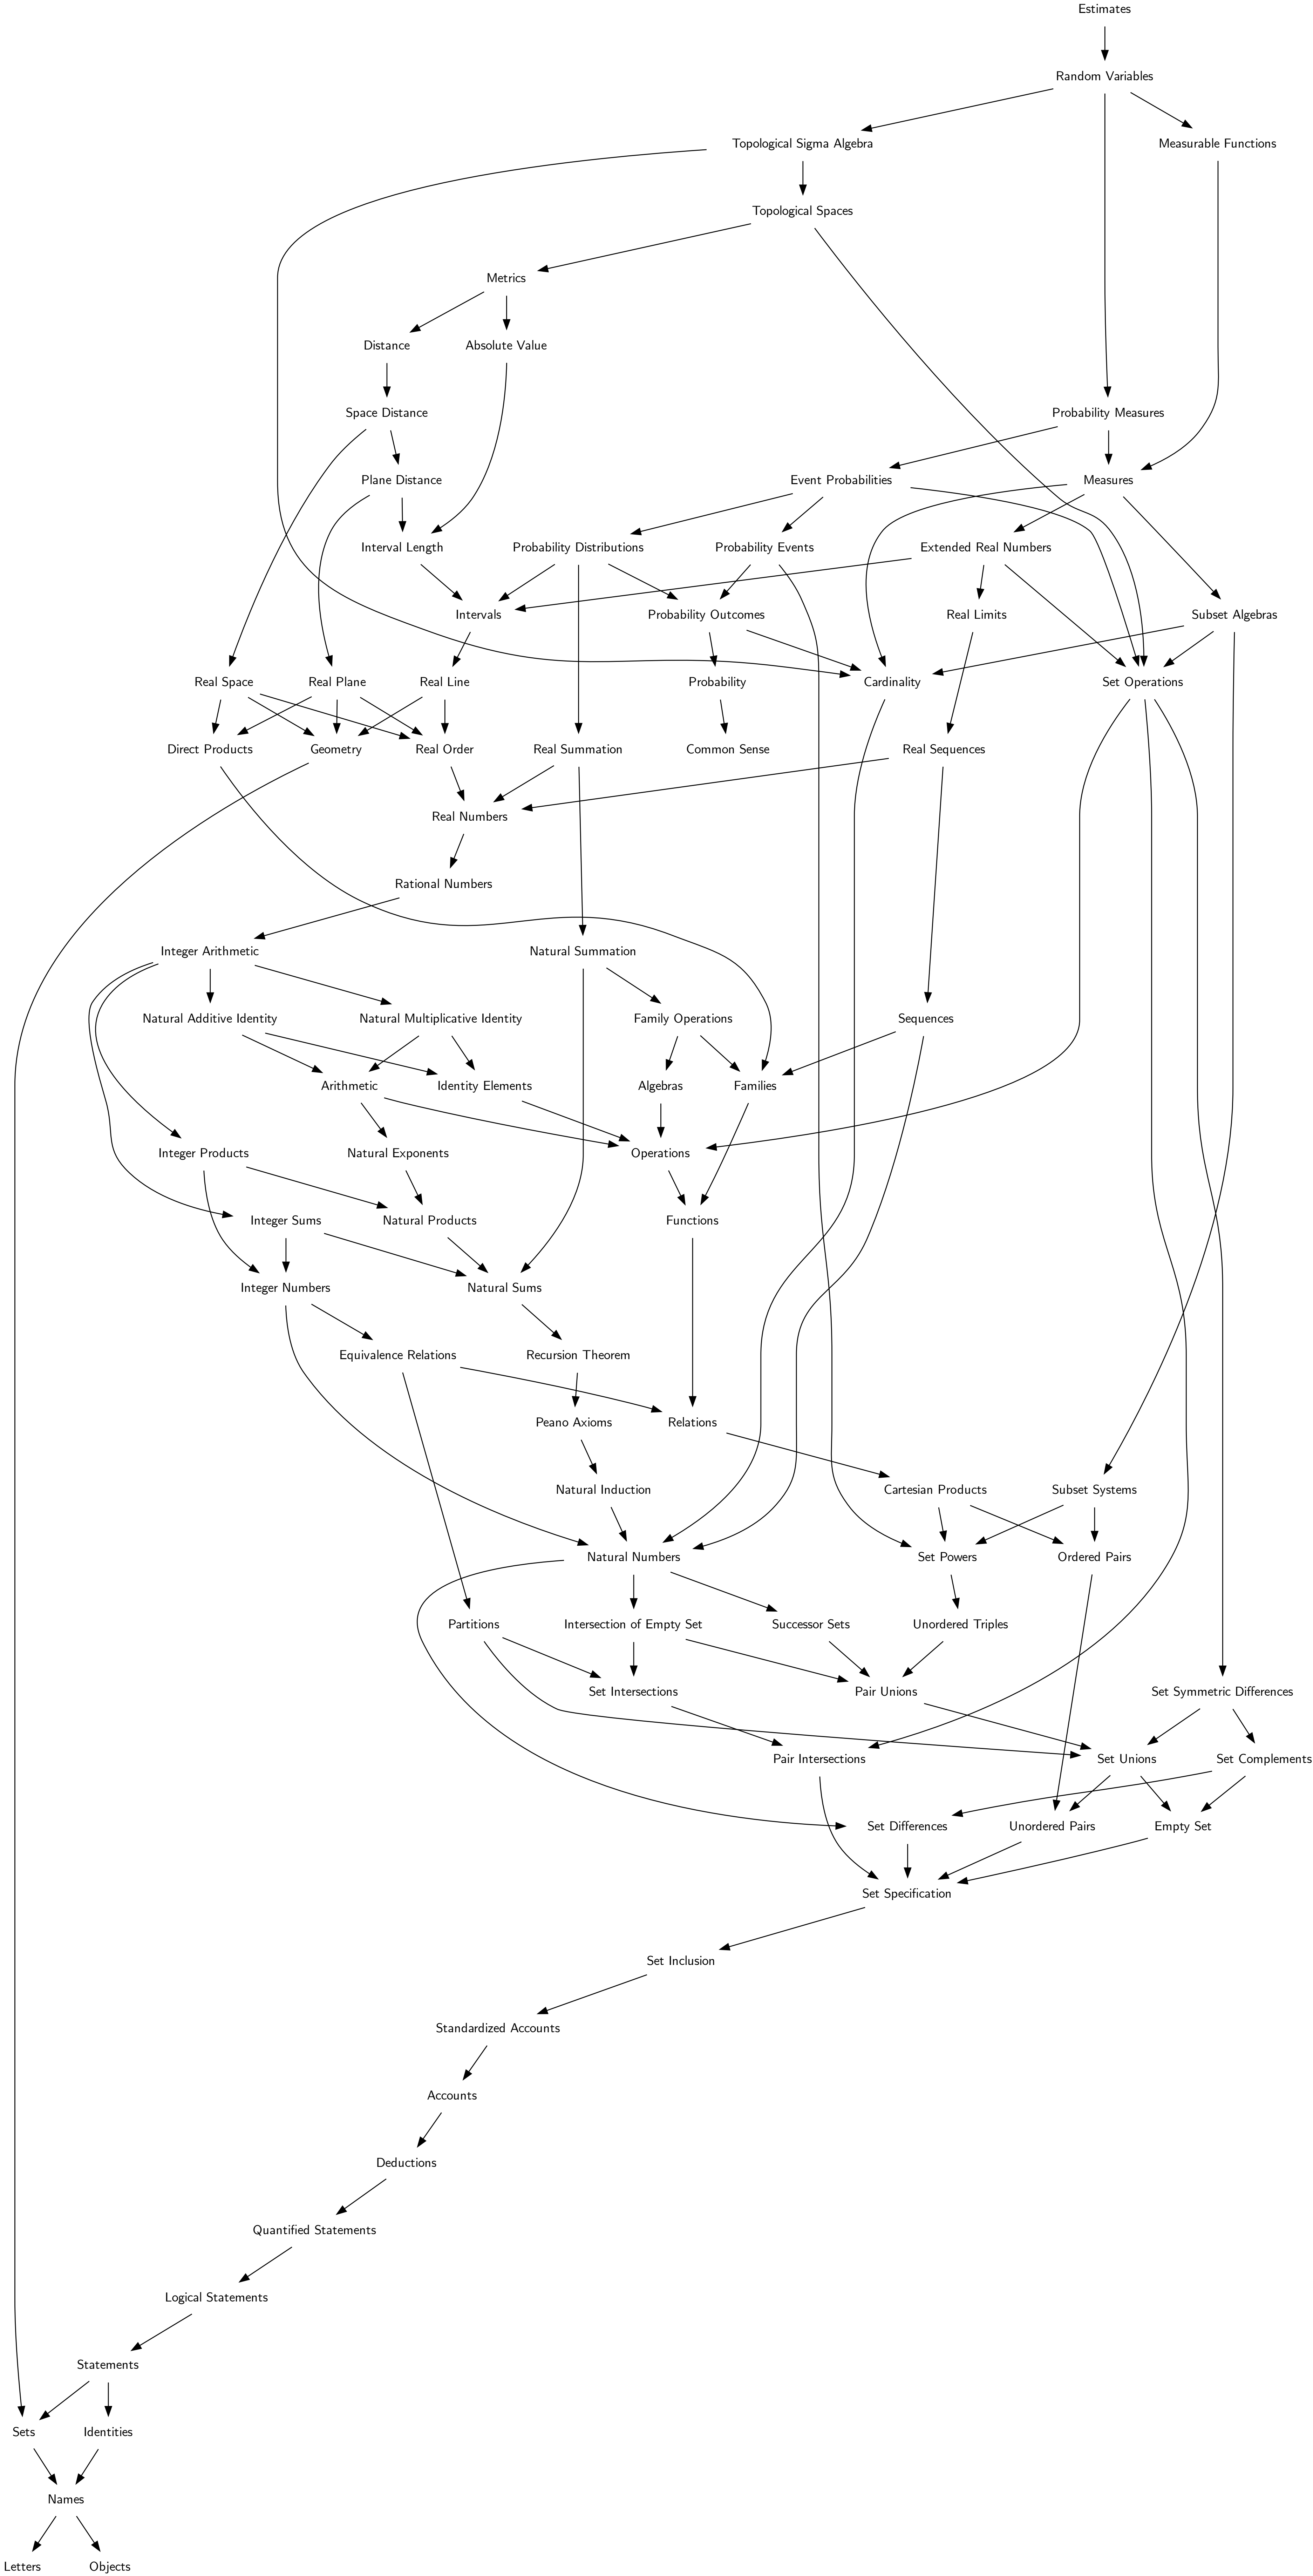 Estimates
Random Variables
Topological Sigma Algebra
Measurable Functions
Topological Spaces
Metrics
Distance
Absolute Value
Space Distance
Probability Measures
Plane Distance
Event Probabilities
Measures
Interval Length
Probability Distributions
Probability Events
Extended Real Numbers
Intervals
Probability Outcomes
Real Limits
Subset Algebras
Real Space
Real Plane
Real Line
Probability
Cardinality
Set Operations
Direct Products
Geometry
Real Order
Real Summation
Common Sense
Real Sequences
Real Numbers
Rational Numbers
Integer Arithmetic
Natural Summation
Natural Additive Identity
Natural Multiplicative Identity
Family Operations
Sequences
Arithmetic
Identity Elements
Algebras
Families
Integer Products
Natural Exponents
Operations
Integer Sums
Natural Products
Functions
Integer Numbers
Natural Sums
Equivalence Relations
Recursion Theorem
Peano Axioms
Relations
Natural Induction
Cartesian Products
Subset Systems
Natural Numbers
Set Powers
Ordered Pairs
Partitions
Intersection of Empty Set
Successor Sets
Unordered Triples
Set Intersections
Pair Unions
Set Symmetric Differences
Pair Intersections
Set Unions
Set Complements
Set Differences
Unordered Pairs
Empty Set
Set Specification
Set Inclusion
Standardized Accounts
Accounts
Deductions
Quantified Statements
Logical Statements
Statements
Sets
Identities
Names
Letters
Objects